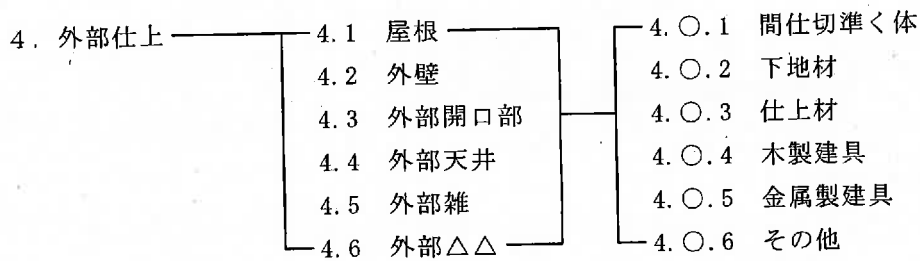 4. 外部仕上 4.1 屋根 4.○.1 間仕切準く体
4.2 外壁 4.○.2 下地材
4.3 外部開口部 4.○.3 仕上材
4.4 外部天井 4.○.4 木製建具
4.5 外部雑 4.○.5 金属製建具
4.6 外部△△ 4.○.6 その他